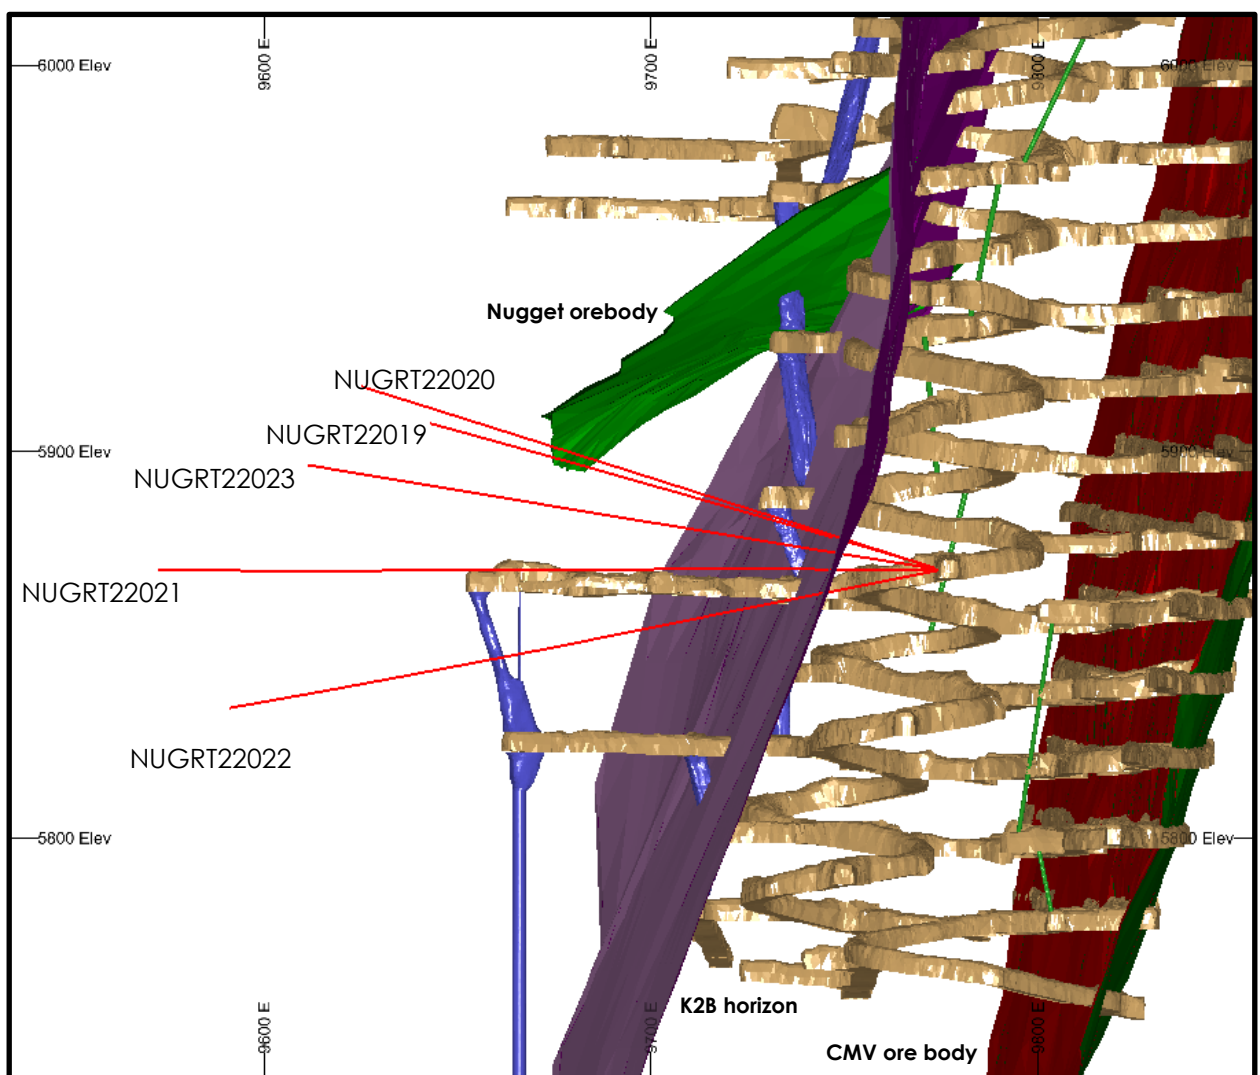 9600 E
9700 E
9800 E
6000 Elev
6000 Elev
Nugget orebody
NUGRT22020
NUGRT22019
5900 Elev
5900 Elev
NUGRT22023
NUGRT22021
NUGRT22022
5800 Elev
5800 Elev
K2B horizon
9600 E
9700 E
9800 E
CMV ore body